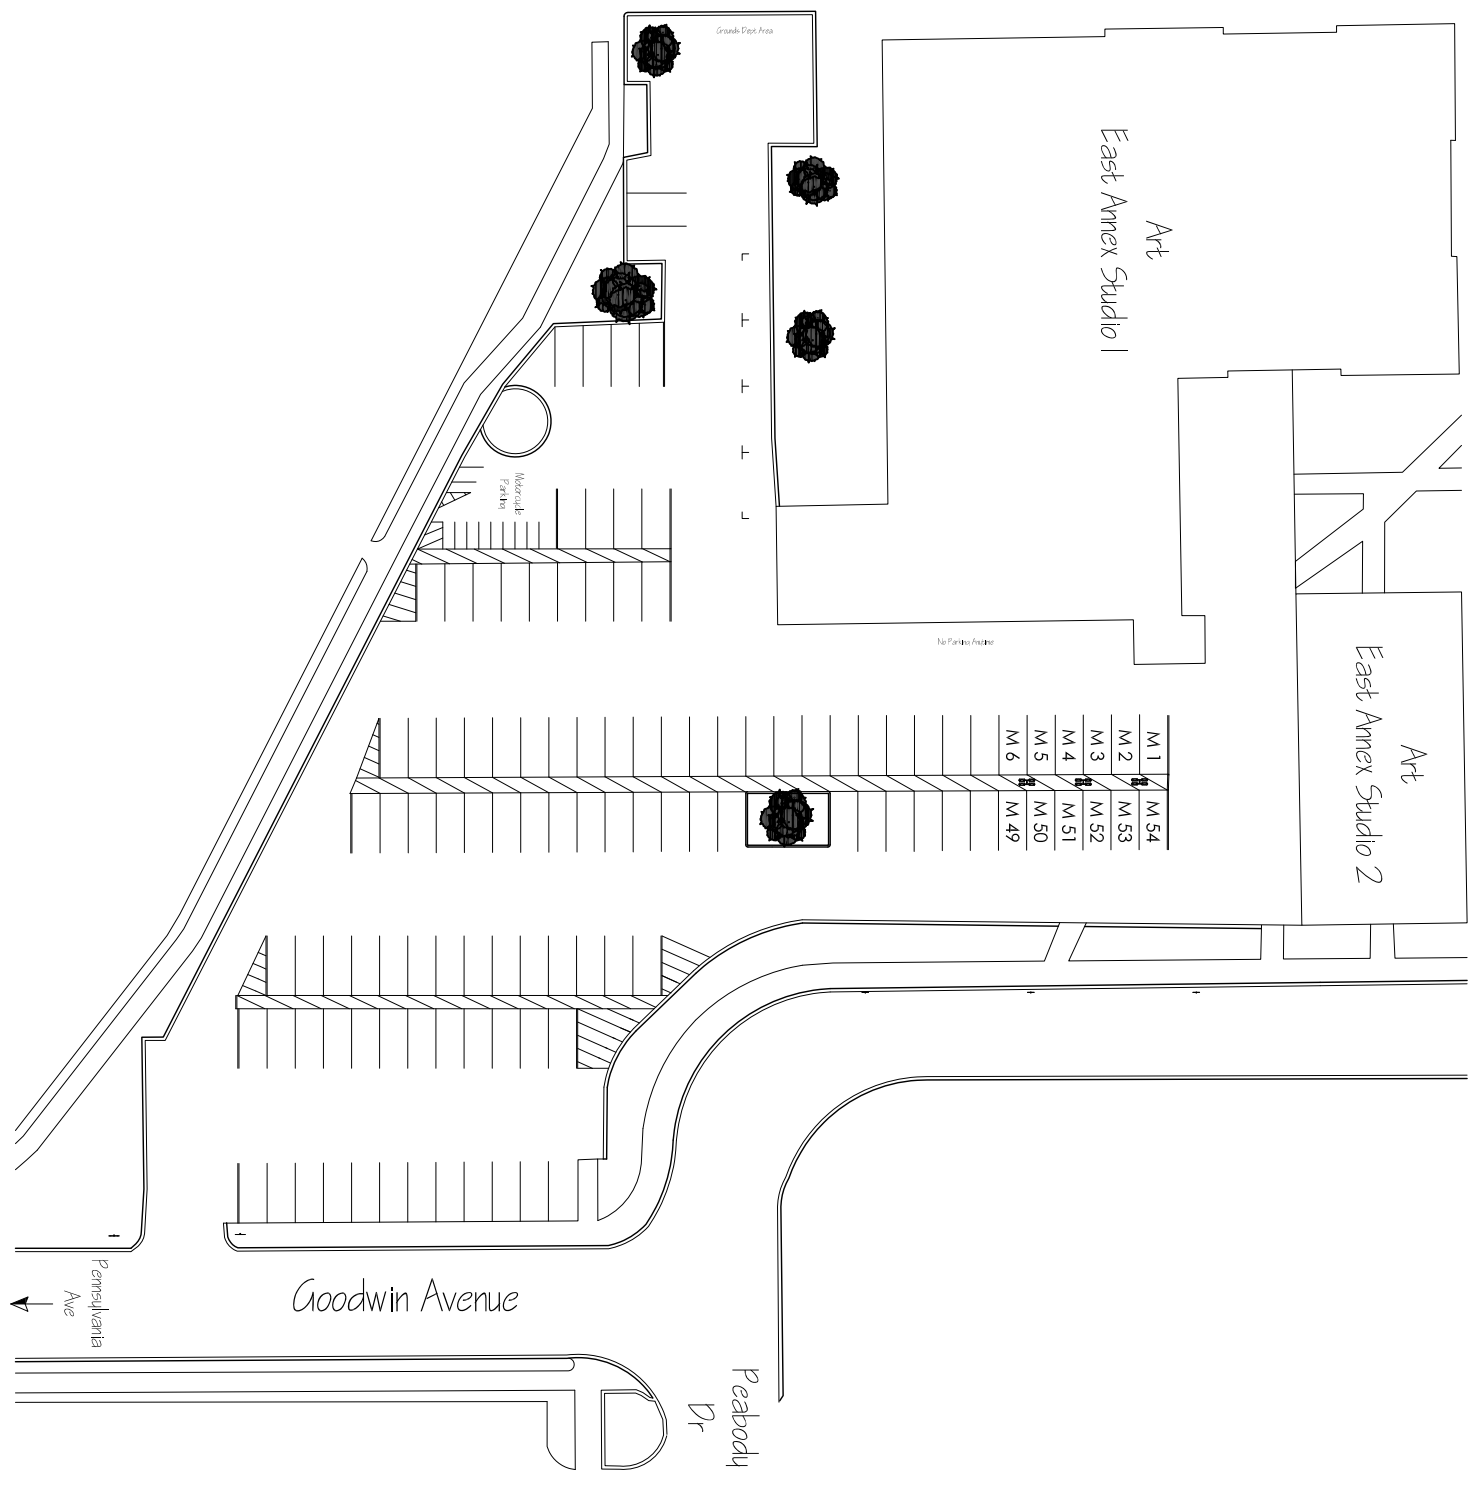 Grounds Dept Area
Art
East Annex Studio 1
Motorcycle
Parking
No Parking Anytime
Art
East Annex Studio 2
M 6
M 5
M 4
M 3
M 2
M 1
M 49
M 50
M 51
M 52
M 53
M 54
Goodwin Avenue
Pennsylvania
Ave
Peabody
Dr